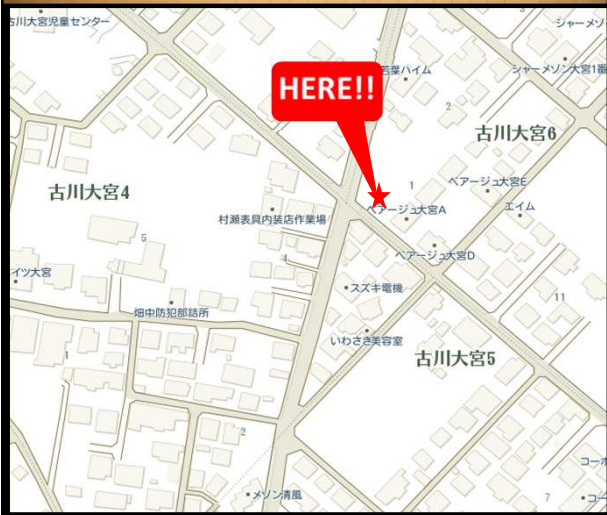 古川大宮児童センター
シャーメゾ
若葉ハイム
シャーメゾン大宮1番
HERE!!
2
古川大宮6
1
ベアージュ大宮E
古川大宮4
ベアージュ大宮A
エイム
村瀬表具内装店作業場
5
ベアージュ大宮D
4
イツ大宮
スズキ電機
11
畑中防犯部詰所
いわさき美容室
1
古川大宮5
2
コーポ
メゾン清風
7
コー